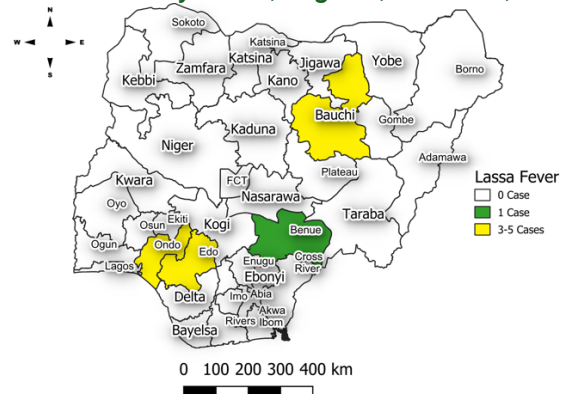 N
W
E
S
Sokoto
Katsina
Katsina
Zamfara
Jigawa
Yobe
Borno
Kebbi
Kano
Bauchi
Gombe
Kaduna
Niger
Adamawa
Plateau
FCT
Kwara
Nasarawa
Oyo
Taraba
Ekiti
Osun
Kogi
Benue
Ogun
Ondo
Edo
Lagos
Enugu
Cross
River
Ebonyi
Delta
Imo
Abia
Akwa
Ibom
Rivers
Bayelsa
Lassa Fever
0 Case
1 Case
3-5 Cases
0 100 200 300 400 km